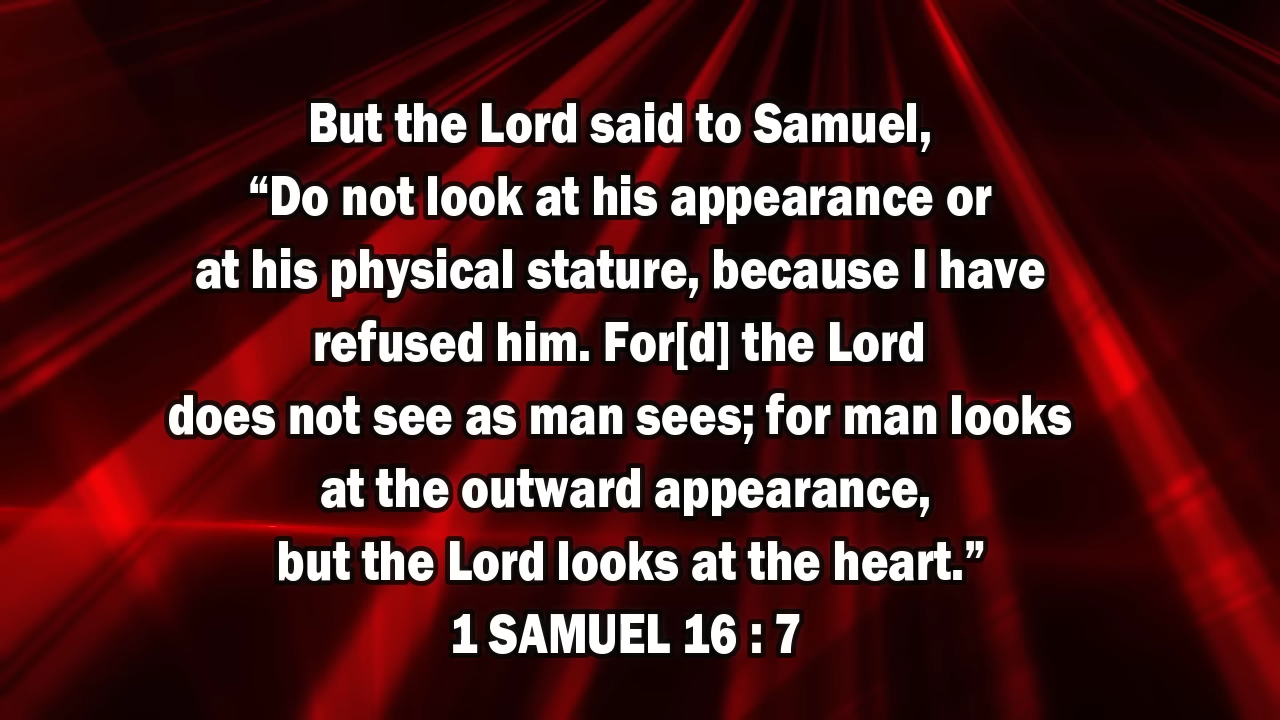 But the Lord said to Samuel,
“Do not look at his appearance or
at his physical stature, because I have
refused him. For[d] the Lord
does not see as man sees; for man looks
at the outward appearance,
but the Lord looks at the heart.”
1 SAMUEL 16 : 7